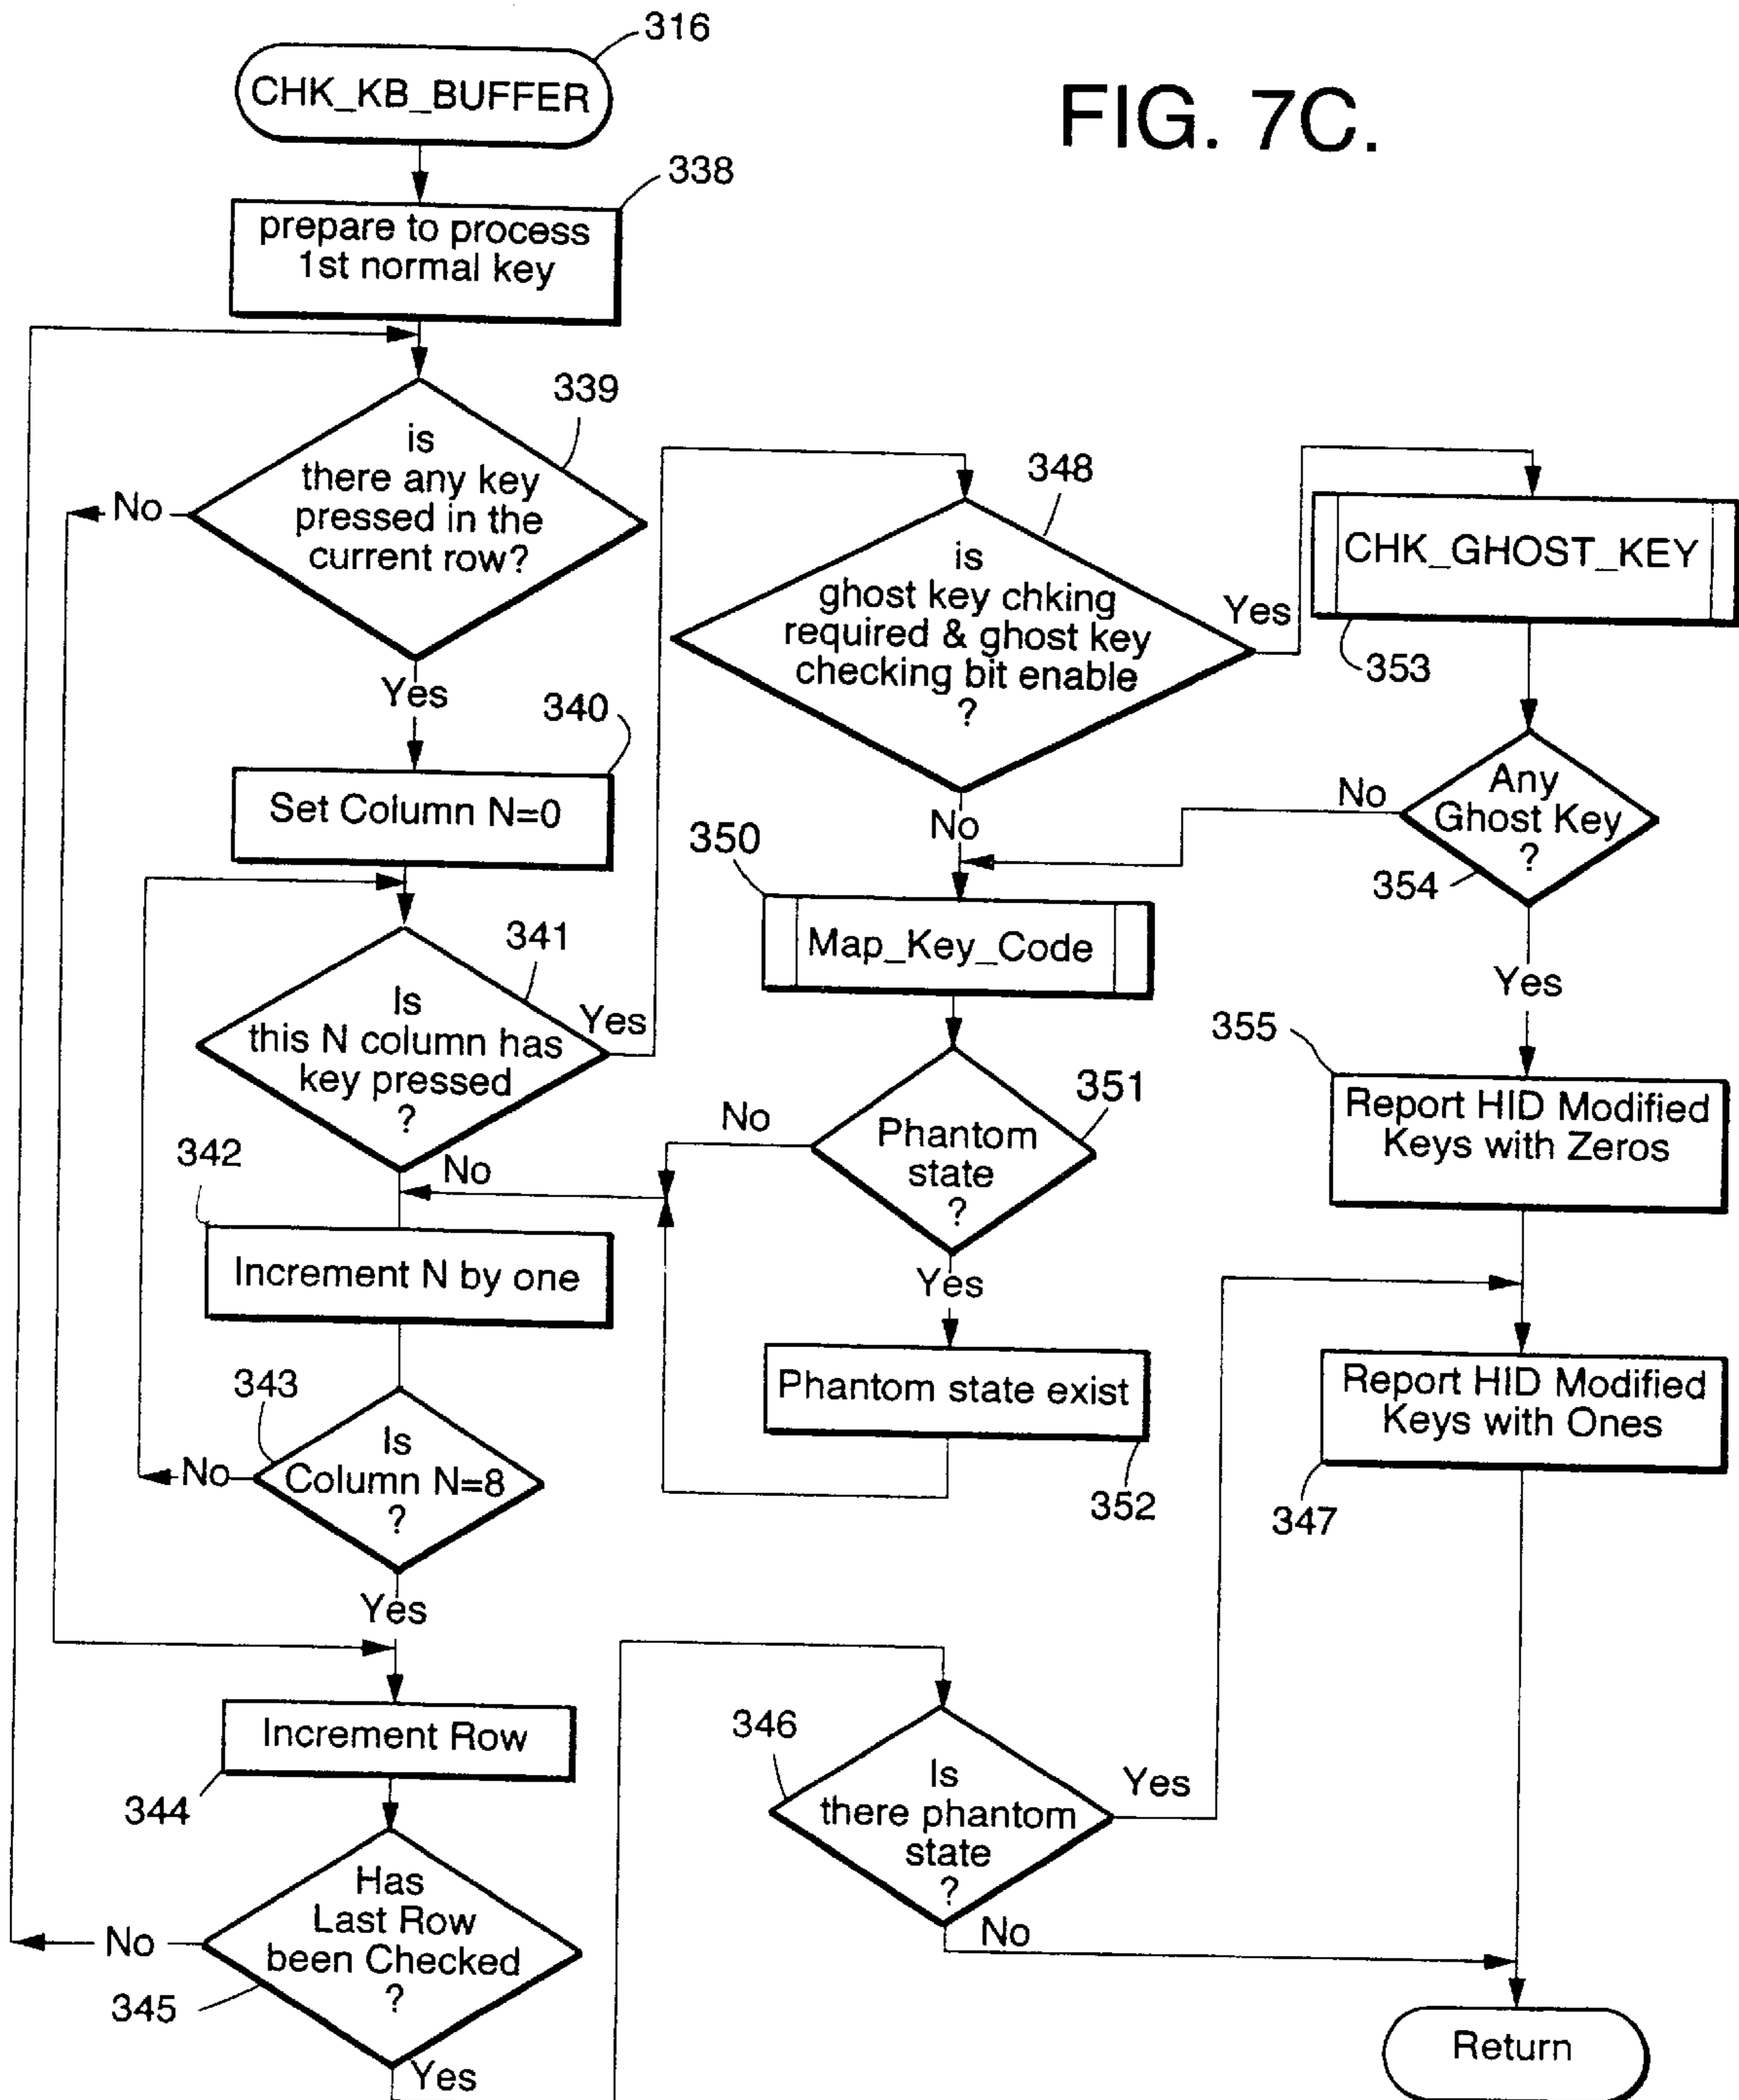 316
CHK_KB_BUFFER
FIG. 7C.
338
prepare to process
1st normal key
339
is
there any key
pressed in the
current row?
No
Yes
340
Set Column N=0
341
Is
this N column has
key pressed
?
Yes
No
342
Increment N by one
343
Is
Column N=8
?
No
Yes
Increment Row
344
Has
Last Row
been Checked
?
No
345
Yes
348
is
ghost key chking
required & ghost key
checking bit enable
?
Yes
No
350
Map_Key_Code
351
Phantom
state
?
No
Yes
Phantom state exist
352
346
Is
there phantom
state
?
Yes
No
CHK_GHOST_KEY
353
Any
Ghost Key
?
No
354
Yes
355
Report HID Modified
Keys with Zeros
Report HID Modified
Keys with Ones
347
Return